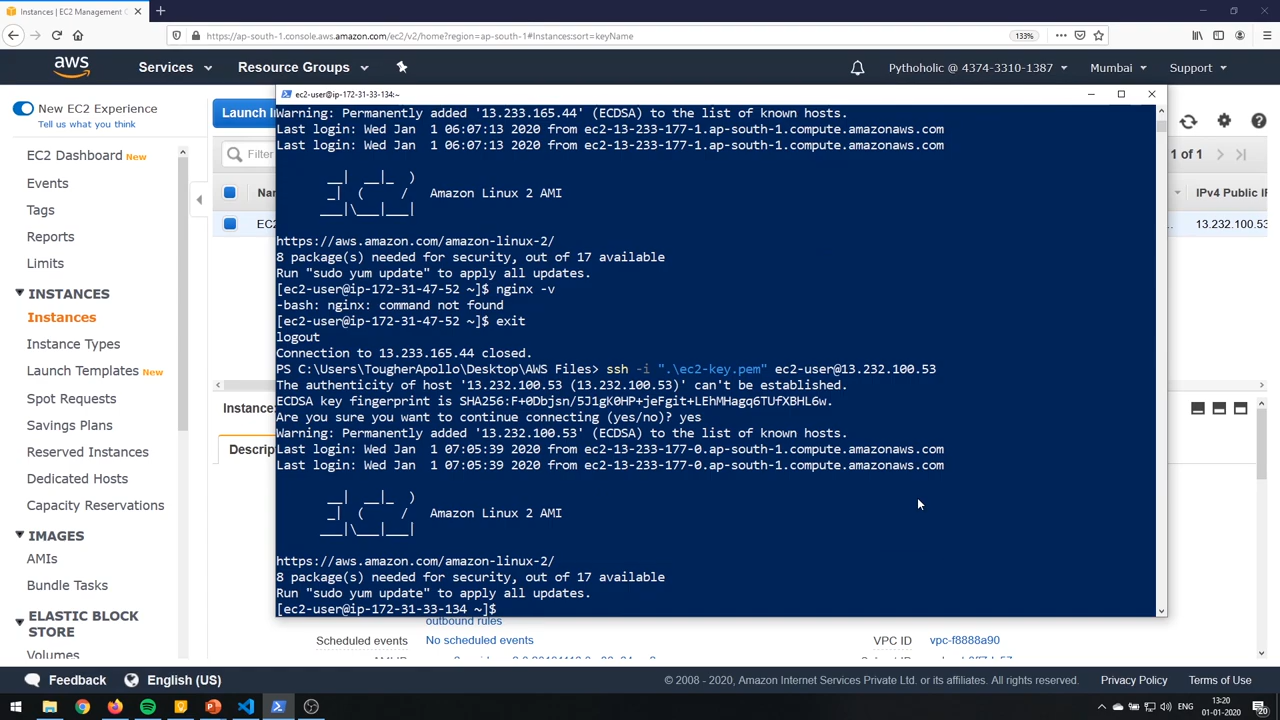 Instances | EC2 Management C
https://ap-south-1.console.aws.amazon.com/ec2/v2/home?region=ap-south-1#Instances:sort=keyName
133%
aws
Services
Resource Groups
Pythoholic @ 4374-3310-1387
Mumbai
Support
New EC2 Experience
Tell us what you think
EC2 Dashboard New
Events
Tags
Reports
Limits
INSTANCES
Instances
Instance Types
Launch Templates New
Spot Requests
Savings Plans
Reserved Instances
Dedicated Hosts
Capacity Reservations
IMAGES
AMIs
Bundle Tasks
ELASTIC BLOCK
STORE
Volumes
Launch I
Filter
1 of 1
Na
IPv4 Public IP
EC2
13.232.100.53
Instance
Descrip
ec2-user@ip-172-31-33-134:~
Warning: Permanently added '13.233.165.44' (ECDSA) to the list of known hosts.
Last login: Wed Jan  1 06:07:13 2020 from ec2-13-233-177-1.ap-south-1.compute.amazonaws.com
Last login: Wed Jan  1 06:07:13 2020 from ec2-13-233-177-1.ap-south-1.compute.amazonaws.com
__|  __|_  )
_|  (     /   Amazon Linux 2 AMI
___|\___|___|
https://aws.amazon.com/amazon-linux-2/
8 package(s) needed for security, out of 17 available
Run "sudo yum update" to apply all updates.
[ec2-user@ip-172-31-47-52 ~]$ nginx -v
-bash: nginx: command not found
[ec2-user@ip-172-31-47-52 ~]$ exit
logout
Connection to 13.233.165.44 closed.
PS C:\Users\TougherApollo\Desktop\AWS Files> ssh -i ".\ec2-key.pem" ec2-user@13.232.100.53
The authenticity of host '13.232.100.53 (13.232.100.53)' can't be established.
ECDSA key fingerprint is SHA256:F+0Dbjsn/5J1gK0HP+jeFgit+LEhMHagq6TUfXBHL6w.
Are you sure you want to continue connecting (yes/no)? yes
Warning: Permanently added '13.232.100.53' (ECDSA) to the list of known hosts.
Last login: Wed Jan  1 07:05:39 2020 from ec2-13-233-177-0.ap-south-1.compute.amazonaws.com
Last login: Wed Jan  1 07:05:39 2020 from ec2-13-233-177-0.ap-south-1.compute.amazonaws.com
__|  __|_  )
_|  (     /   Amazon Linux 2 AMI
___|\___|___|
https://aws.amazon.com/amazon-linux-2/
8 package(s) needed for security, out of 17 available
Run "sudo yum update" to apply all updates.
[ec2-user@ip-172-31-33-134 ~]$
outbound rules
Scheduled events
No scheduled events
VPC ID
vpc-f8888a90
Feedback
English (US)
© 2008 - 2020, Amazon Internet Services Private Ltd. or its affiliates. All rights reserved.
Privacy Policy
Terms of Use
ENG
13:20
01-01-2020
20